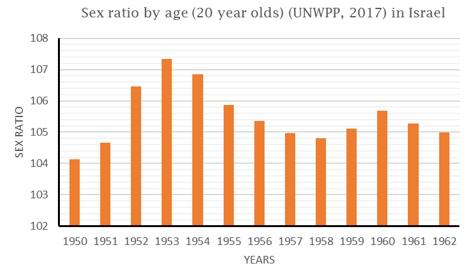 Sex ratio by age (20 year olds) (UNWPP, 2017) in Israel
108
107
106
105
104
103
102
SEX RATIO
1950 1951 1952 1953 1954 1955 1956 1957 1958 1959 1960 1961 1962
YEARS